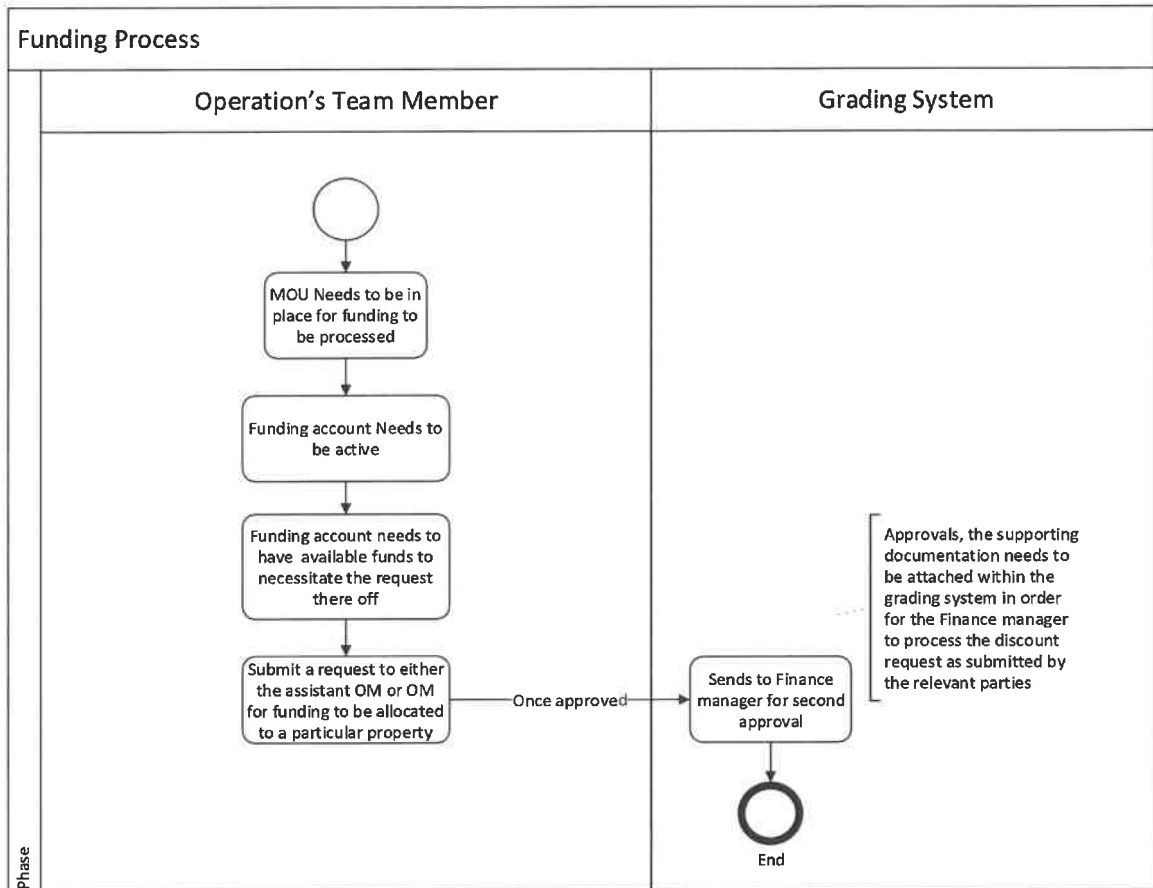 Funding Process
Operation's Team Member
Grading System
MOU Needs to be in
place for funding to
be processed
Funding account Needs to
be active
Funding account needs to
have available funds to
necessitate the request
there off
Submit a request to either
the assistant OM or OM
for funding to be allocated
to a particular property
Once approved
Sends to Finance
manager for second
approval
Approvals, the supporting
documentation needs to
be attached within the
grading system in order
for the Finance manager
to process the discount
request as submitted by
the relevant parties
End
Phase